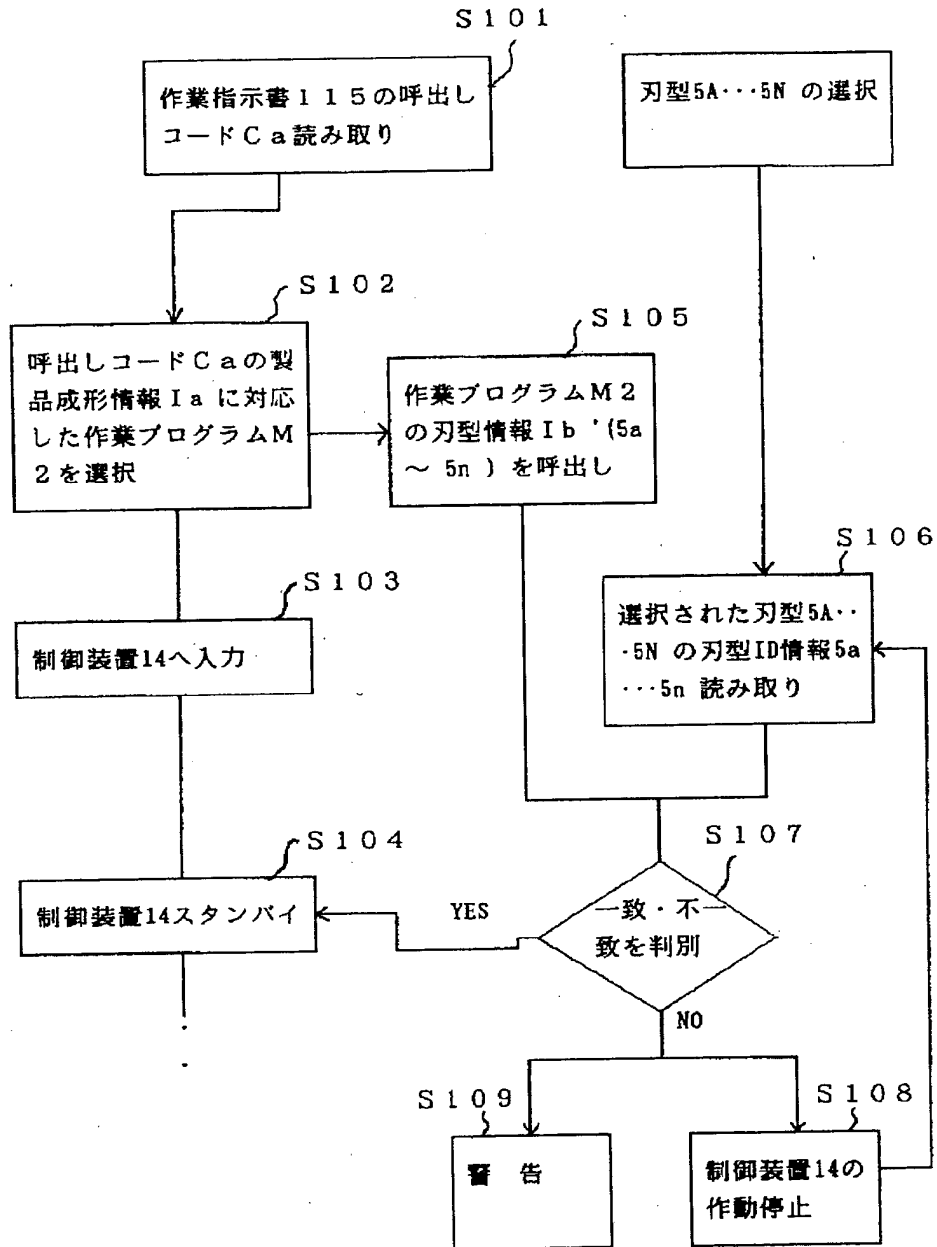 S101
作業指示書115の呼出し
コードCa読み取り
刃型5A···5N の選択
S102
呼出しコードCaの製
品成形情報Iaに対応
した作業プログラムM
2を選択
S105
作業プログラムM2
の刃型情報Ib'(5a
～ 5n ) を呼出し
S103
制御装置14へ入力
S106
選択された刃型5A··
·5N の刃型ID情報5a
···5n 読み取り
S104
制御装置14スタンバイ
YES
S107
一致・不一
致を判別
NO
S109
警 告
S108
制御装置14の
作動停止